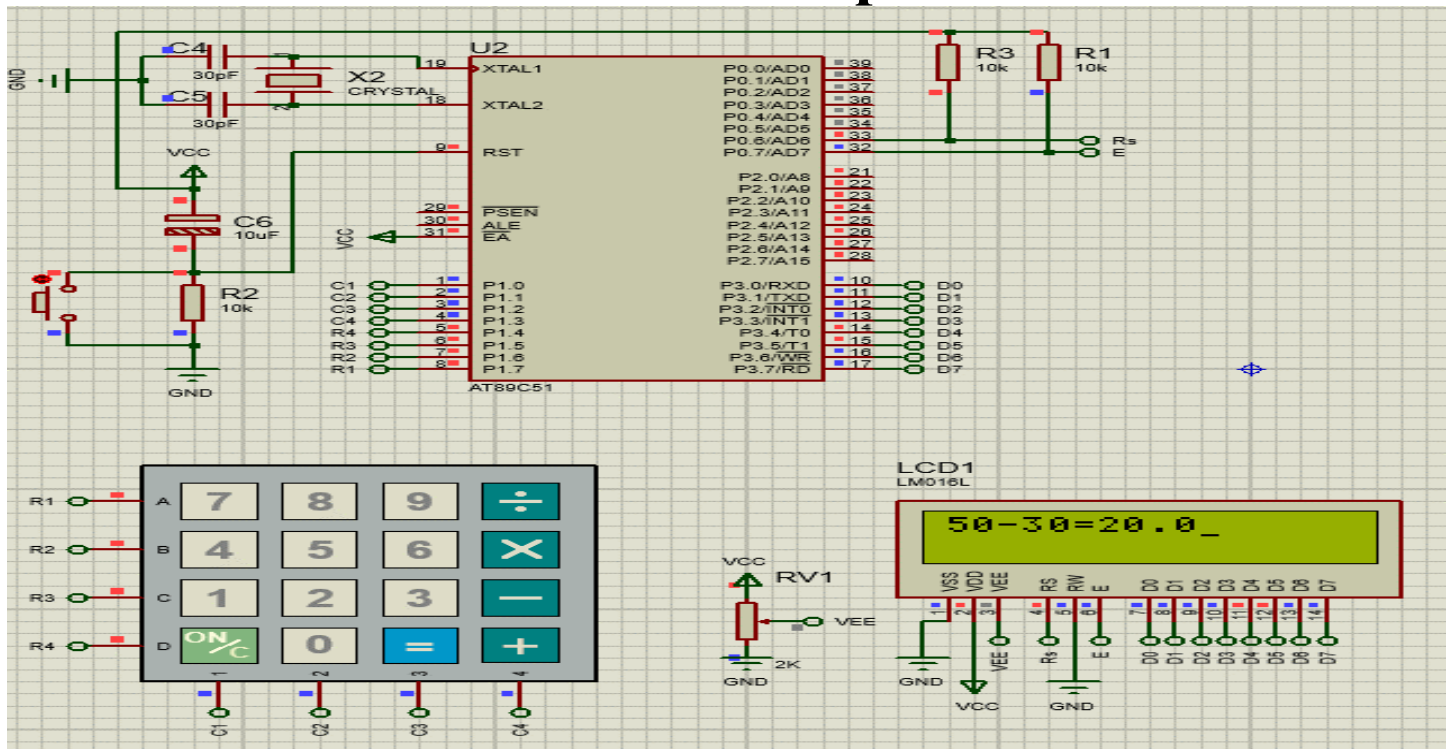 C4
30pF
X2
CRYSTAL
C5
30pF
GND
VCC
C6
10uF
R2
10k
GND
VCC
U2
19 XTAL1
18 XTAL2
9 RST
29 PSEN
30 ALE
31 EA
C1 1 P1.0
C2 2 P1.1
C3 3 P1.2
C4 4 P1.3
R4 5 P1.4
R3 6 P1.5
R2 7 P1.6
R1 8 P1.7
P0.0/AD0 39
P0.1/AD1 38
P0.2/AD2 37
P0.3/AD3 36
P0.4/AD4 35
P0.5/AD5 34
P0.6/AD6 33 Rs
P0.7/AD7 32 E
P2.0/A8 21
P2.1/A9 22
P2.2/A10 23
P2.3/A11 24
P2.4/A12 25
P2.5/A13 26
P2.6/A14 27
P2.7/A15 28
P3.0/RXD 10 D0
P3.1/TXD 11 D1
P3.2/INT0 12 D2
P3.3/INT1 13 D3
P3.4/T0 14 D4
P3.5/T1 15 D5
P3.6/WR 16 D6
P3.7/RD 17 D7
AT89C51
R3
10k
R1
10k
R1 A 7 8 9 ÷
R2 B 4 5 6 ×
R3 C 1 2 3 −
R4 D ON/C 0 = +
1 2 3 4
C1 C2 C3 C4
VCC
RV1
VEE
2K
GND
LCD1
LM016L
50-30=20.0_
VSS VDD VEE RS RW E D0 D1 D2 D3 D4 D5 D6 D7
1 2 3 4 5 6 7 8 9 10 11 12 13 14
VEE Rs E D0 D1 D2 D3 D4 D5 D6 D7
GND
VCC
GND